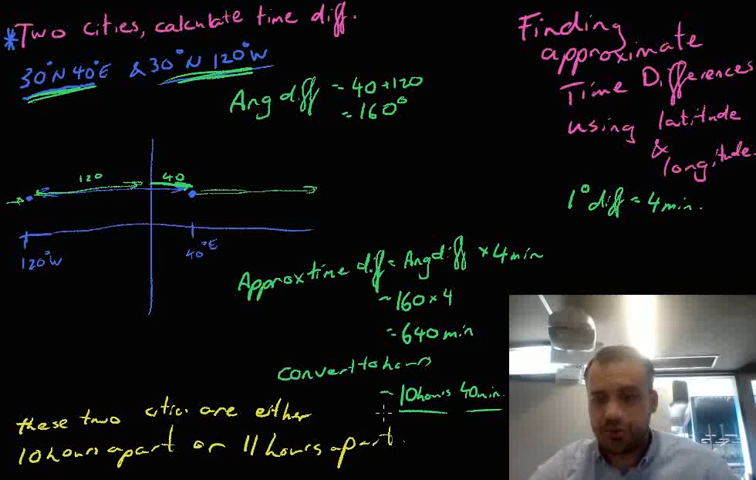 *Two cities, calculate time diff.
30°N 40°E & 30°N 120°W
Ang diff = 40+120
= 160°
120 40
120°W 40°E
Approx time diff = Ang diff × 4 min
~ 160 × 4
= 640 min
convert to hours
~ 10 hours 40 min.
these two cities are either
10 hours apart or 11 hours apart.
Finding
approximate
Time Differences
using latitude
&
longitude.
1° diff = 4 min.